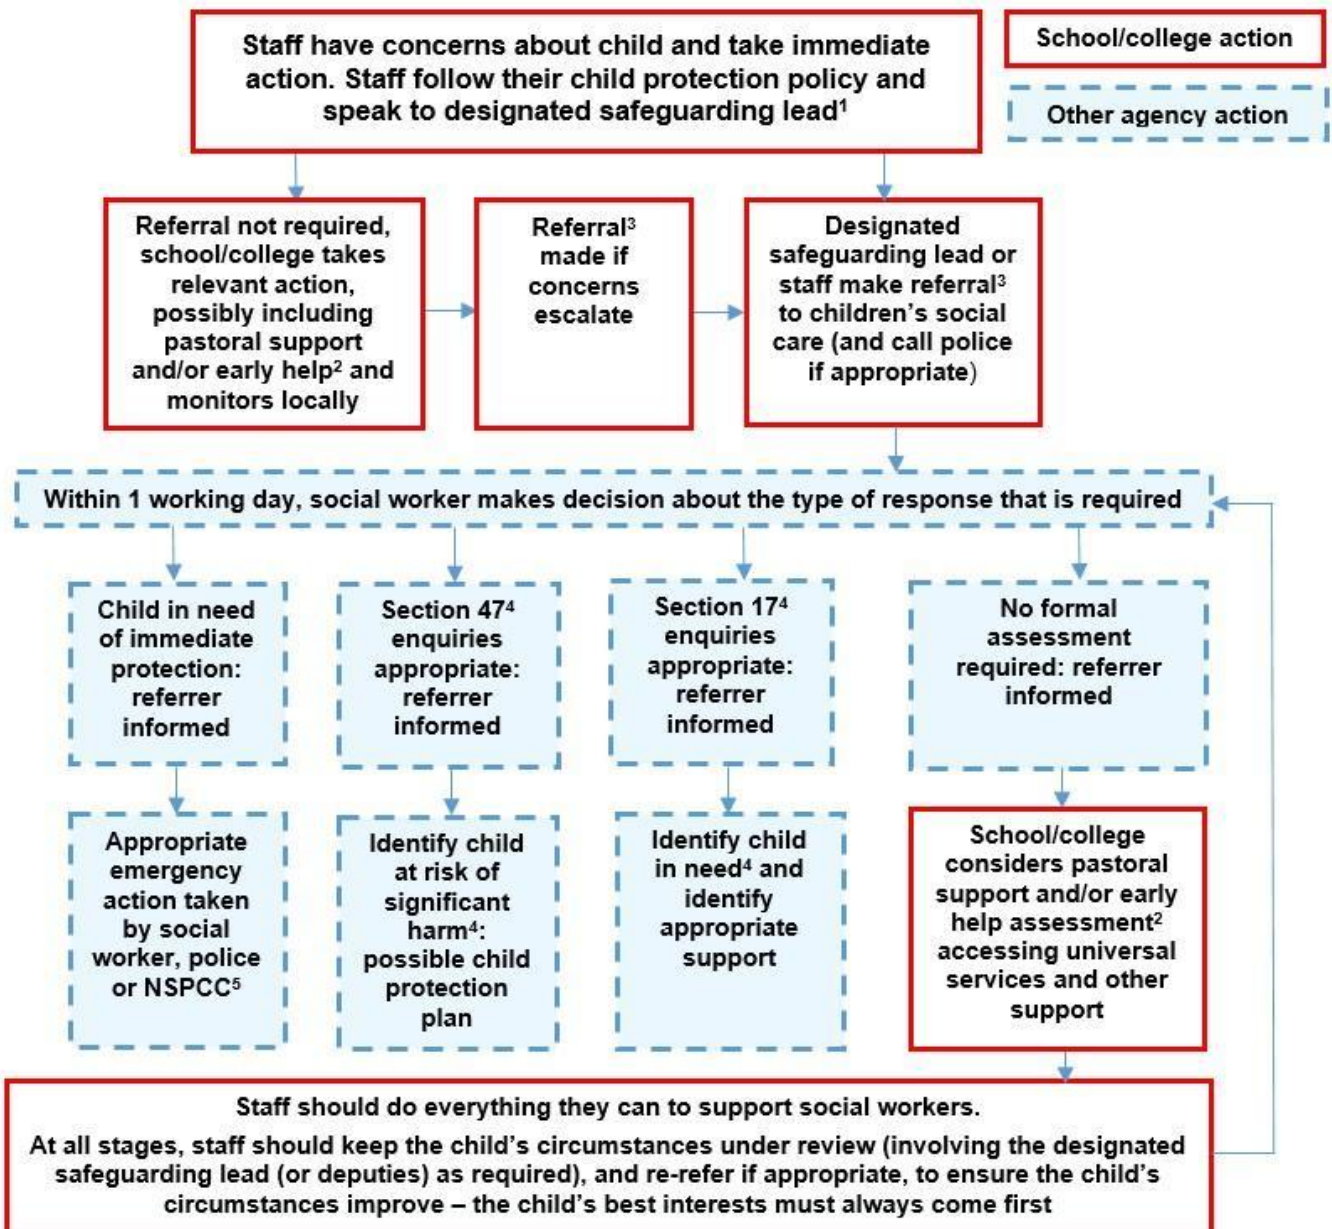 Staff have concerns about child and take immediate
action. Staff follow their child protection policy and
speak to designated safeguarding lead¹
School/college action
Other agency action
Referral not required,
school/college takes
relevant action,
possibly including
pastoral support
and/or early help² and
monitors locally
Referral³
made if
concerns
escalate
Designated
safeguarding lead or
staff make referral³
to children’s social
care (and call police
if appropriate)
Within 1 working day, social worker makes decision about the type of response that is required
Child in need
of immediate
protection:
referrer
informed
Section 47⁴
enquiries
appropriate:
referrer
informed
Section 17⁴
enquiries
appropriate:
referrer
informed
No formal
assessment
required: referrer
informed
Appropriate
emergency
action taken
by social
worker, police
or NSPCC⁵
Identify child
at risk of
significant
harm⁴:
possible child
protection
plan
Identify child
in need⁴ and
identify
appropriate
support
School/college
considers pastoral
support and/or early
help assessment²
accessing universal
services and other
support
Staff should do everything they can to support social workers.
At all stages, staff should keep the child’s circumstances under review (involving the designated
safeguarding lead (or deputies) as required), and re-refer if appropriate, to ensure the child’s
circumstances improve – the child’s best interests must always come first